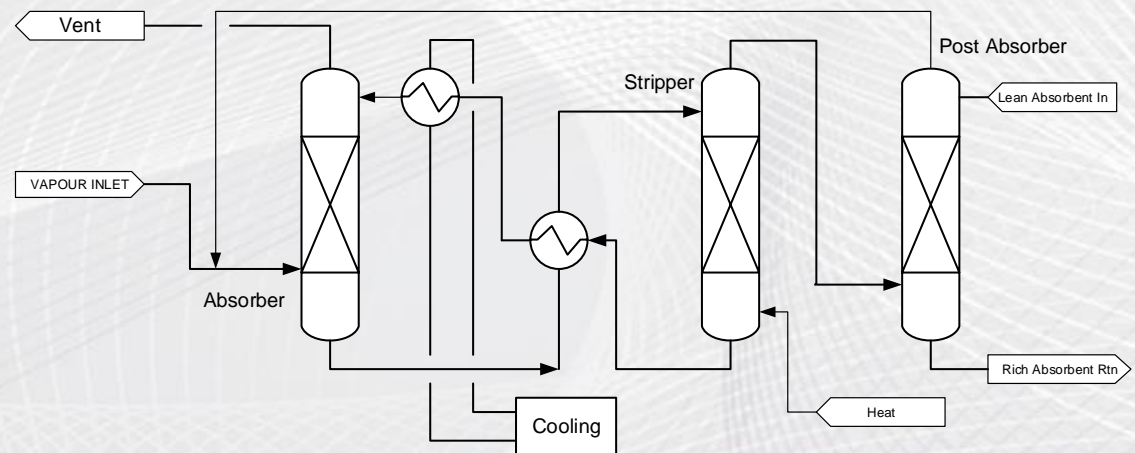 Vent
Post Absorber
Stripper
Lean Absorbent In
VAPOUR INLET
Absorber
Rich Absorbent Rtn
Heat
Cooling